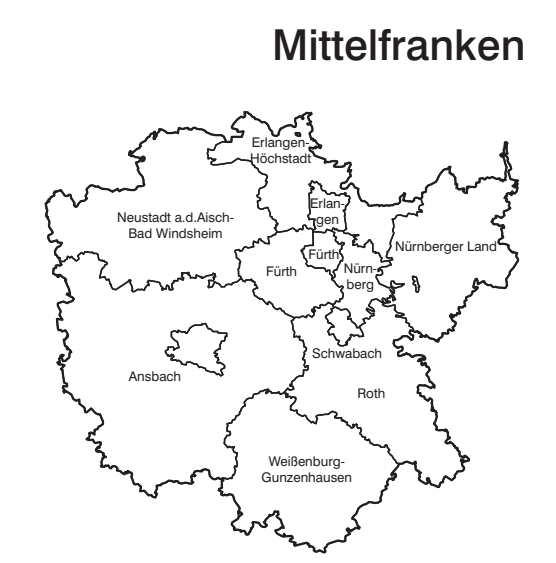 Mittelfranken
Erlangen-
Höchstadt
Erlan-
gen
Neustadt a.d.Aisch-
Bad Windsheim
Nürnberger Land
Fürth
Fürth
Nürn-
berg
Schwabach
Ansbach
Roth
Weißenburg-
Gunzenhausen